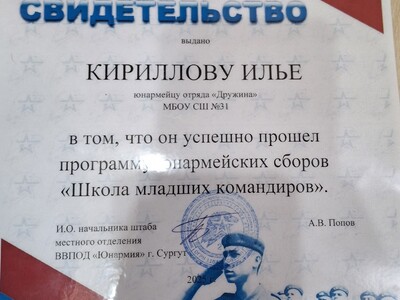 СВИДЕТЕЛЬСТВО
выдано
КИРИЛЛОВУ ИЛЬЕ
юнармейцу отряда «Дружина»
МБОУ СШ №31
в том, что он успешно прошел
программу юнармейских сборов
«Школа младших командиров».
И.О. начальника штаба
местного отделения
ВВПОД «Юнармия» г. Сургут
А.В. Попов